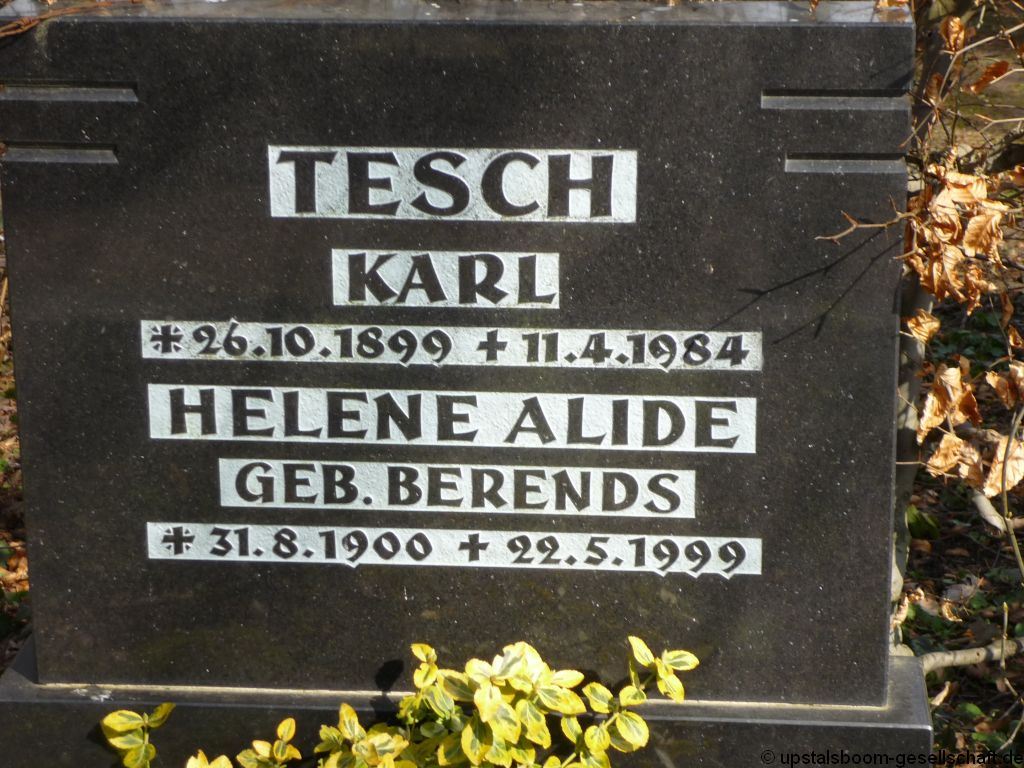 TESCH
KARL
* 26.10.1899 ✝ 11.4.1984
HELENE ALIDE
GEB. BERENDS
* 31.8.1900 ✝ 22.5.1999
© upstalsboom-gesellschaft.de